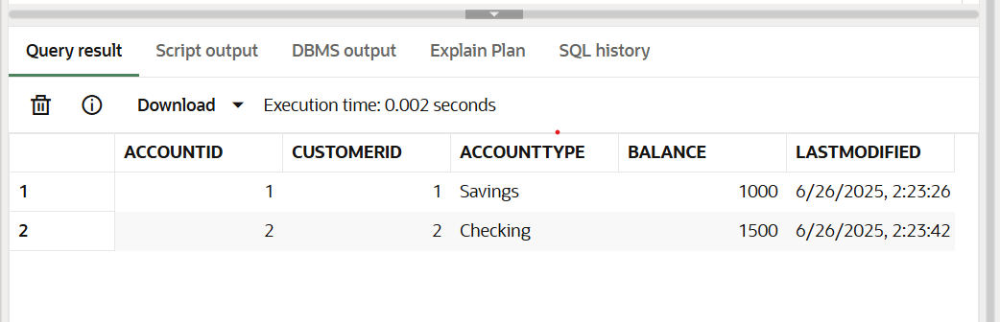 Query result Script output DBMS output Explain Plan SQL history
Download Execution time: 0.002 seconds
ACCOUNTID CUSTOMERID ACCOUNTTYPE BALANCE LASTMODIFIED
1 1 1 Savings 1000 6/26/2025, 2:23:26
2 2 2 Checking 1500 6/26/2025, 2:23:42